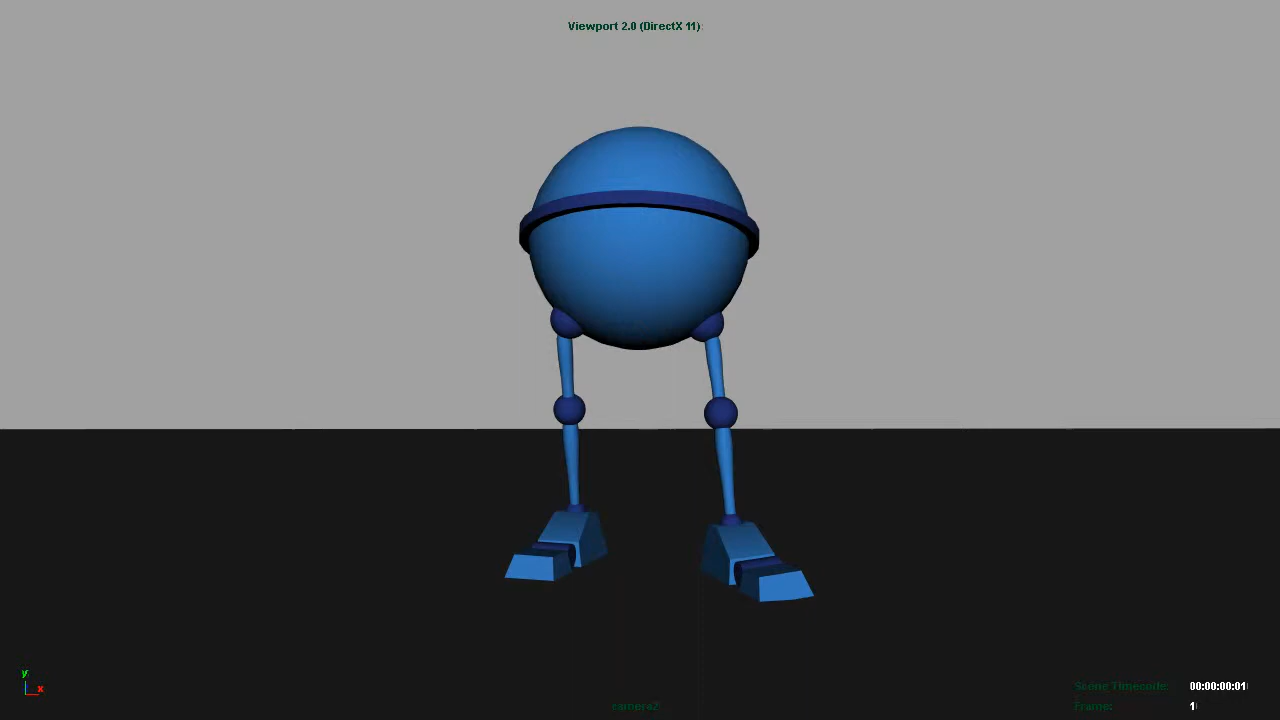 Viewport 2.0 (DirectX 11)
y
x
Scene Timecode: 00:00:00:01
camera2
Frame: 1